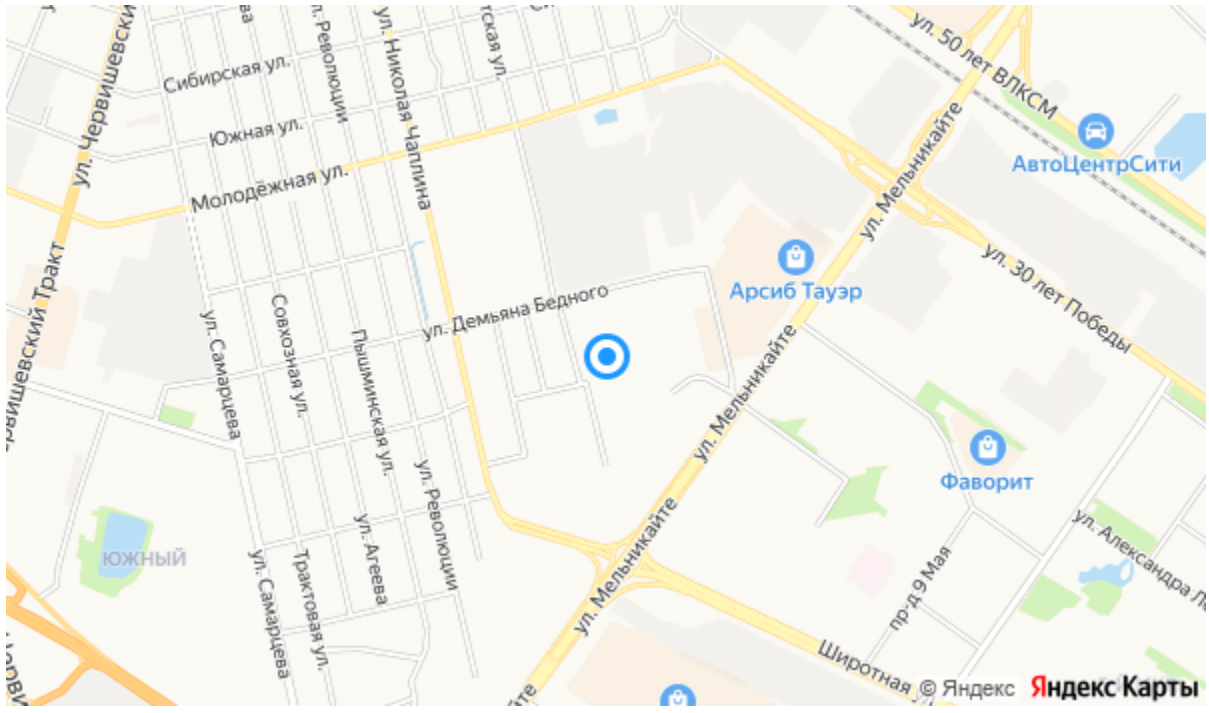 ул. Червишевски
Сибирская ул.
Южная ул.
Молодёжная ул.
ул. Революции
ул. Николая Чаплина
ул. 50 лет ВЛКСМ
ул. Мельникайте
АвтоЦентрСити
Арсиб Тауэр
ул. 30 лет Победы
ул. Демьяна Бедного
ул. Самарцева
Совхозная ул.
Пышминская ул.
ул. Мельникайте
Фаворит
ул. Революции
ул. Агеева
ЮЖНЫЙ
ул. Самарцева
Трактовая ул.
ул. Мельникайте
пр-д 9 Мая
ул. Александра Ло
Широтная ул.
© Яндекс Яндекс Карты